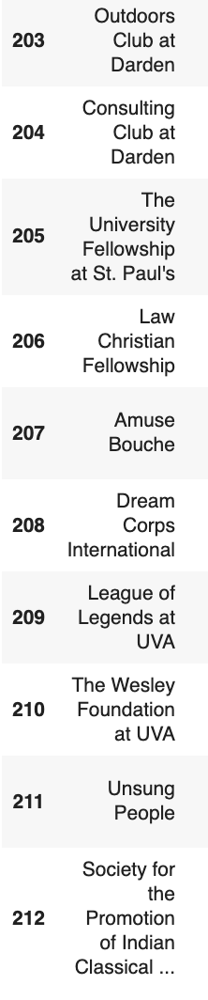 Outdoors
203 Club at
Darden
Consulting
204 Club at
Darden
The
University
205
Fellowship
at St. Paul's
Law
206 Christian
Fellowship
Amuse
207
Bouche
Dream
208 Corps
International
League of
209 Legends at
UVA
The Wesley
210 Foundation
at UVA
Unsung
211
People
Society for
the
212 Promotion
of Indian
Classical ...